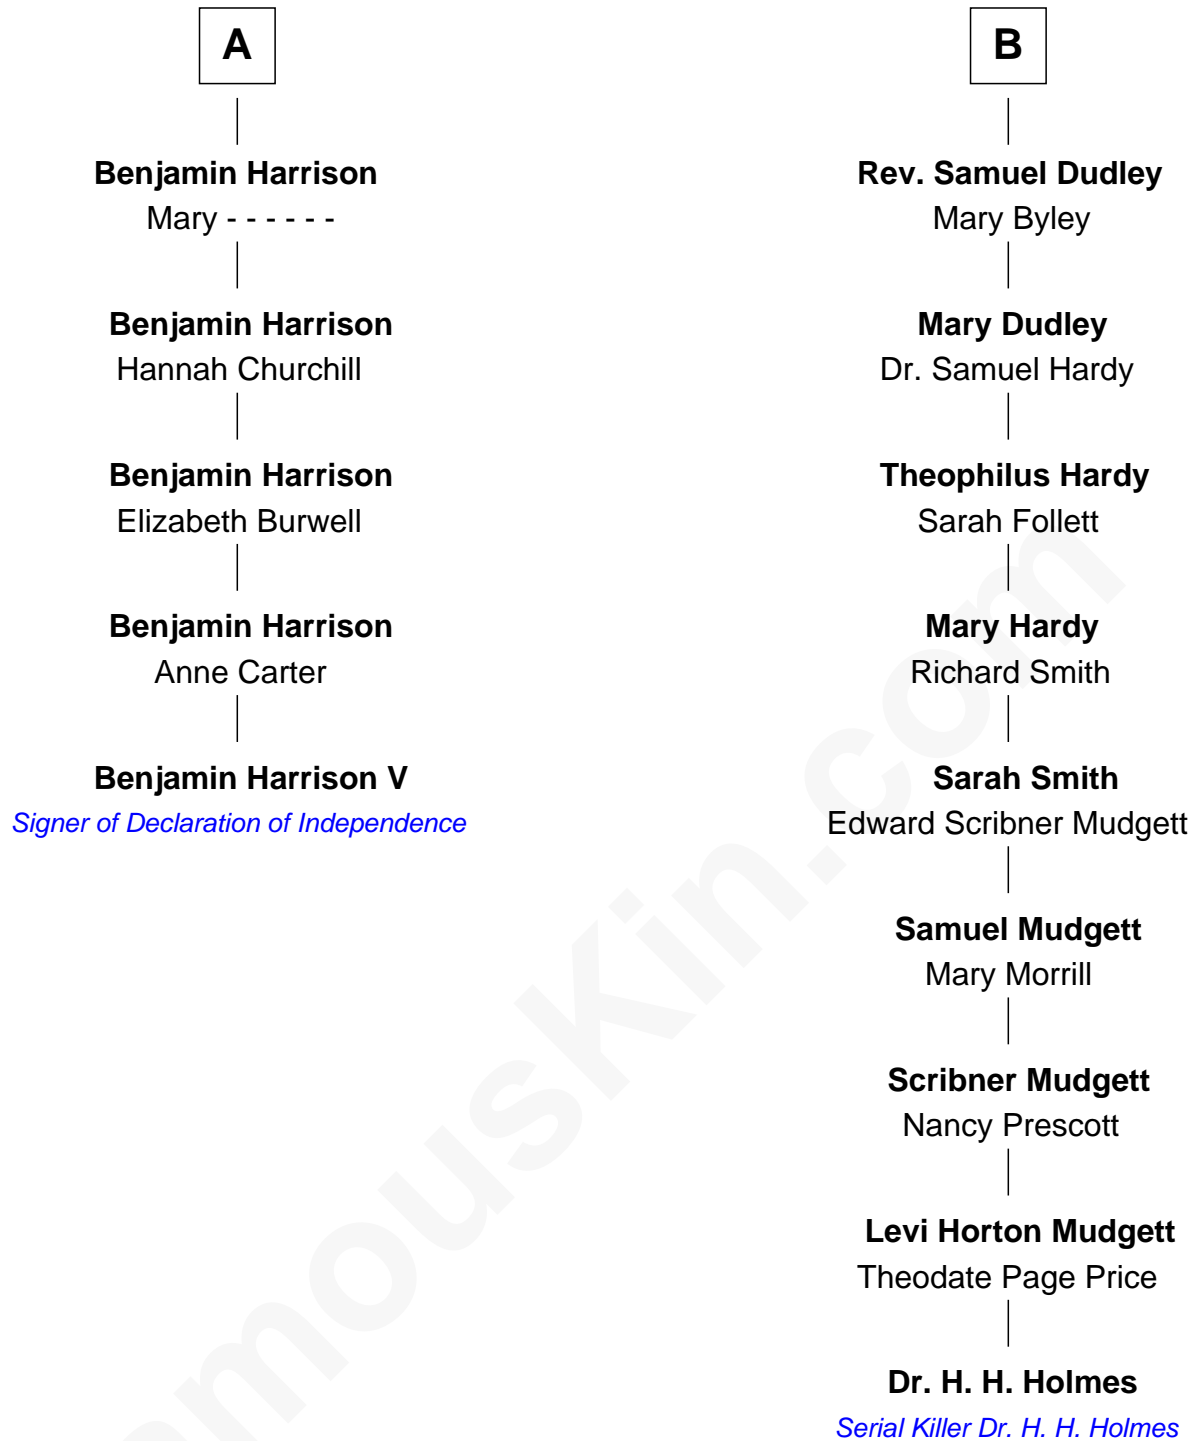 A
Benjamin Harrison
Mary - - - - - -
Benjamin Harrison
Hannah Churchill
Benjamin Harrison
Elizabeth Burwell
Benjamin Harrison
Anne Carter
Benjamin Harrison V
Signer of Declaration of Independence
B
Rev. Samuel Dudley
Mary Byley
Mary Dudley
Dr. Samuel Hardy
Theophilus Hardy
Sarah Follett
Mary Hardy
Richard Smith
Sarah Smith
Edward Scribner Mudgett
Samuel Mudgett
Mary Morrill
Scribner Mudgett
Nancy Prescott
Levi Horton Mudgett
Theodate Page Price
Dr. H. H. Holmes
Serial Killer Dr. H. H. Holmes
amouskin.com